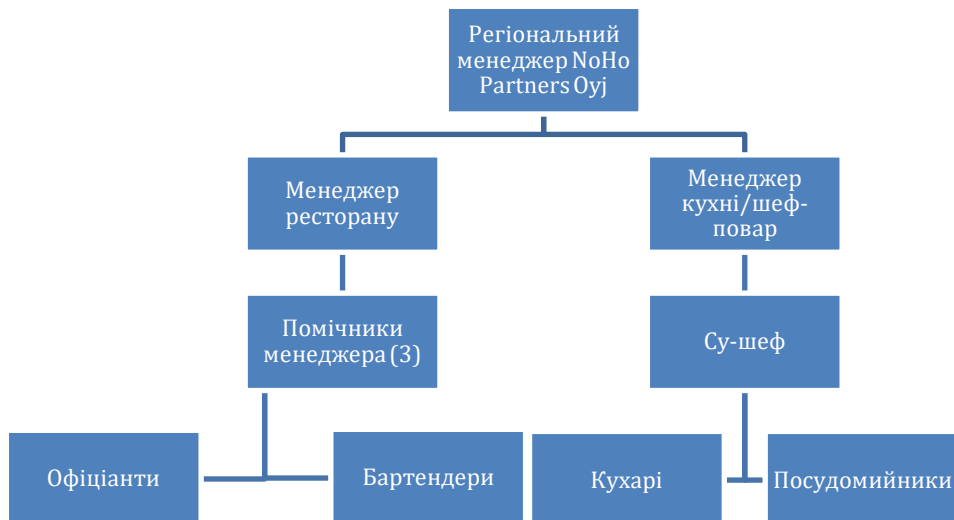 Регіональний
менеджер NoHo
Partners Oyj
Менеджер
ресторану
Менеджер
кухні/шеф-
повар
Помічники
менеджера (3)
Су-шеф
Офіціанти
Бартендери
Кухарі
Посудомийники